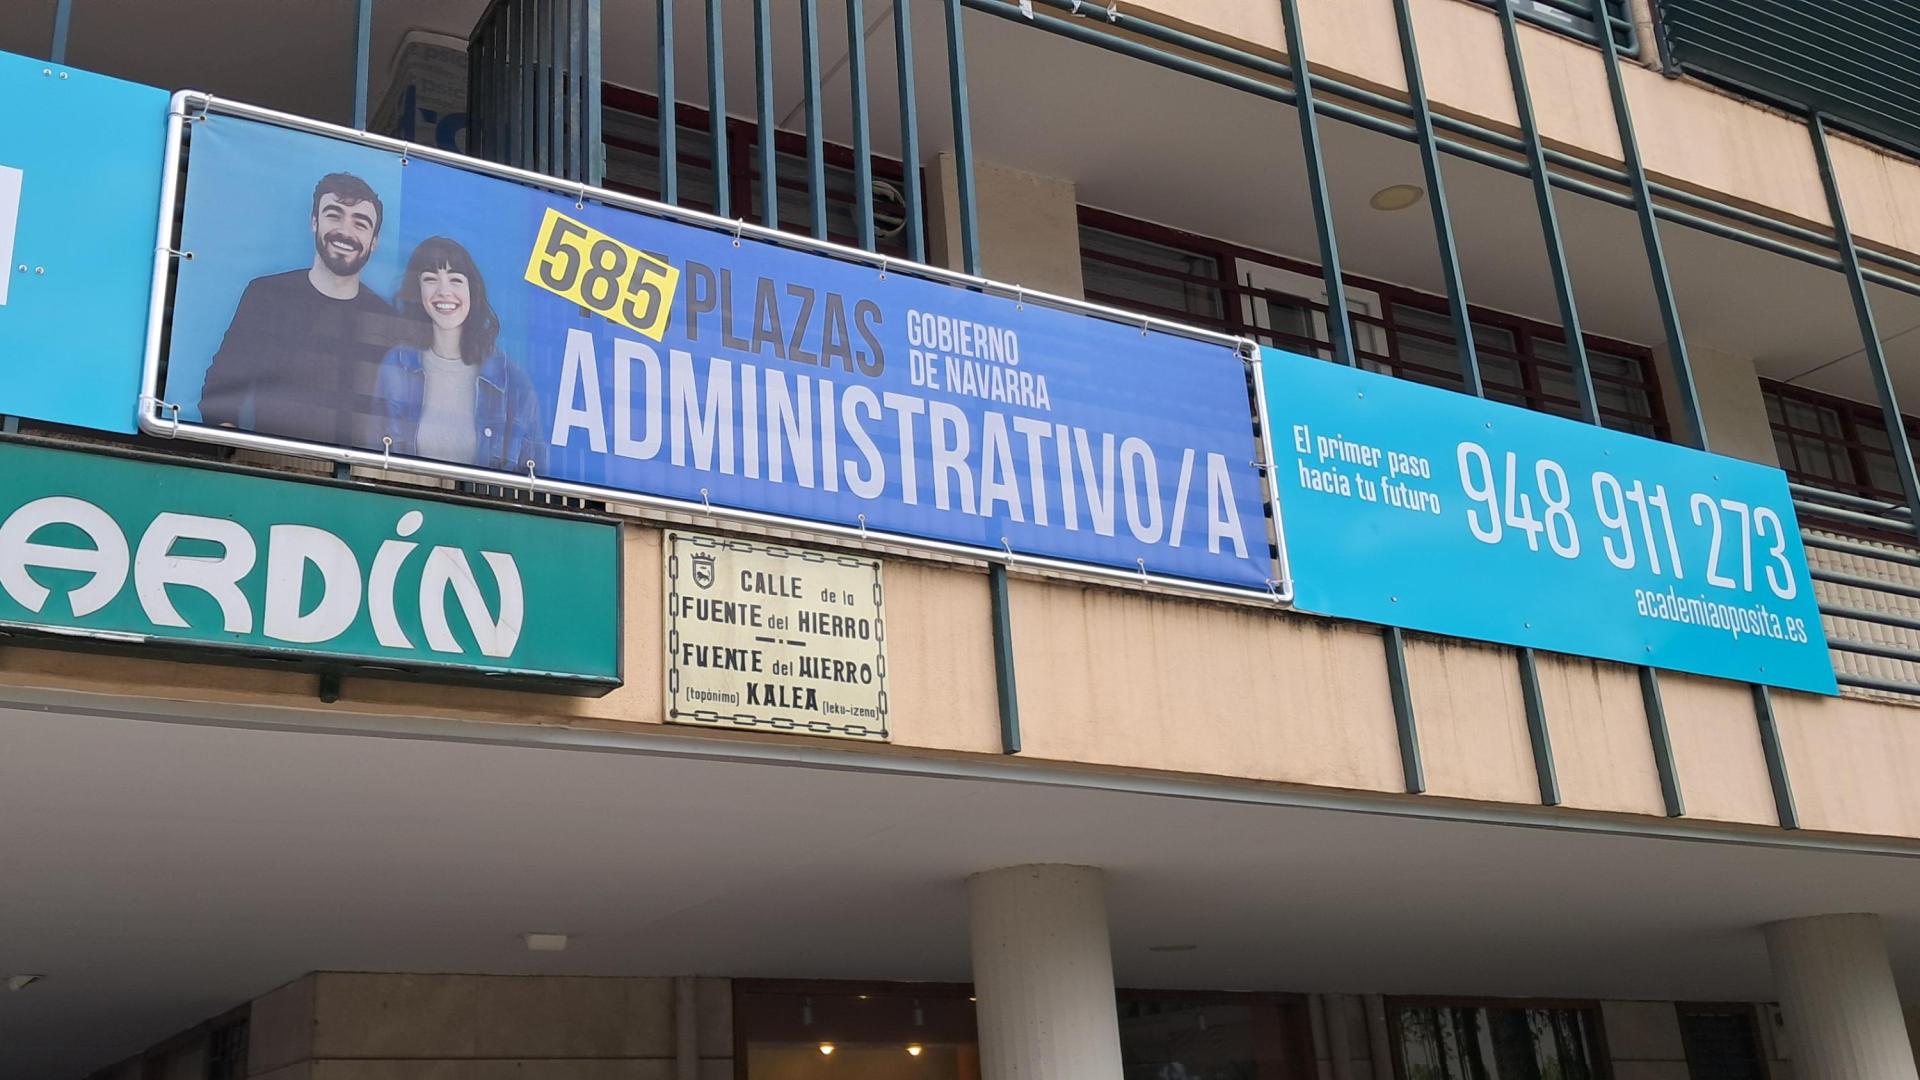 585 PLAZAS
GOBIERNO
DE NAVARRA
ADMINISTRATIVO/A
El primer paso
hacia tu futuro
948 911 273
academiaoposita.es
ARDÍN
CALLE de la
FUENTE del HIERRO
FUENTE del HIERRO
(topónimo) KALEA (leku-izena)